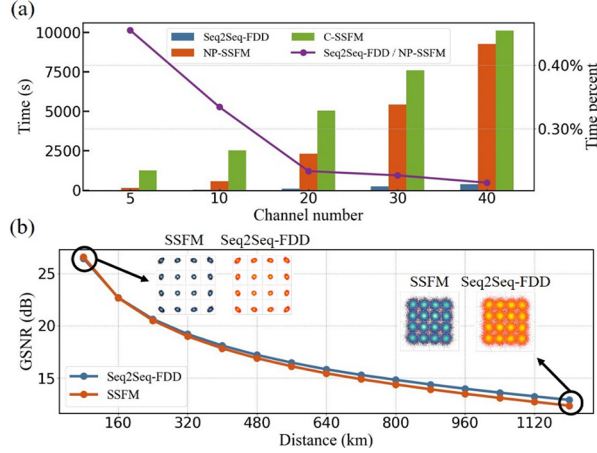 (a)
10000
7500
5000
2500
0
Time (s)
Seq2Seq-FDD
NP-SSFM
C-SSFM
Seq2Seq-FDD / NP-SSFM
0.40%
0.30%
Time percent
5 10 20 30 40
Channel number
(b)
25
20
15
GSNR (dB)
SSFM Seq2Seq-FDD
SSFM Seq2Seq-FDD
Seq2Seq-FDD
SSFM
160 320 480 640 800 960 1120
Distance (km)